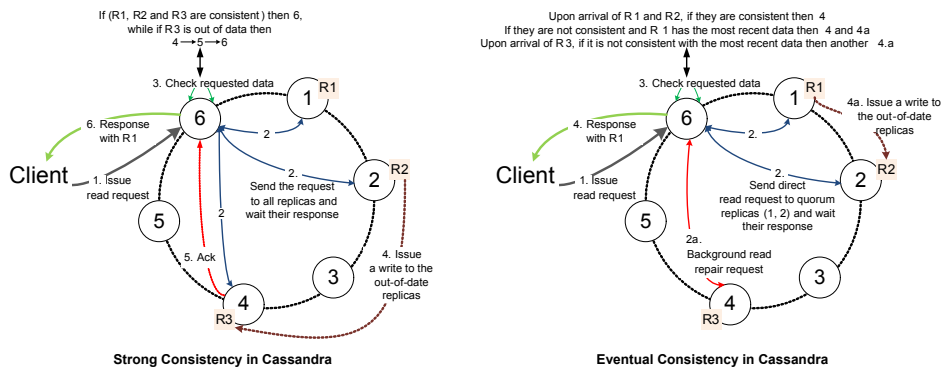 If (R1, R2 and R3 are consistent) then 6,
while if R3 is out of data then
4 → 5 → 6
3. Check requested data
1
R1
6
6. Response
with R1
2
2
R2
2.
Client
1. Issue
read request
Send the request
to all replicas and
wait their response
5
2
5. Ack
4. Issue
a write to the
out-of-date
replicas
3
4
R3
Strong Consistency in Cassandra
Upon arrival of R1 and R2, if they are consistent then 4
If they are not consistent and R1 has the most recent data then 4 and 4a
Upon arrival of R3, if it is not consistent with the most recent data then another 4.a
3. Check requested data
1
R1
4a. Issue a write to
the out-of-date
replicas
6
4. Response
with R1
2.
2
R2
2.
Client
1. Issue
read request
Send direct
read request to quorum
replicas (1, 2) and wait
their response
5
2a.
Background read
repair request
3
4
R3
Eventual Consistency in Cassandra